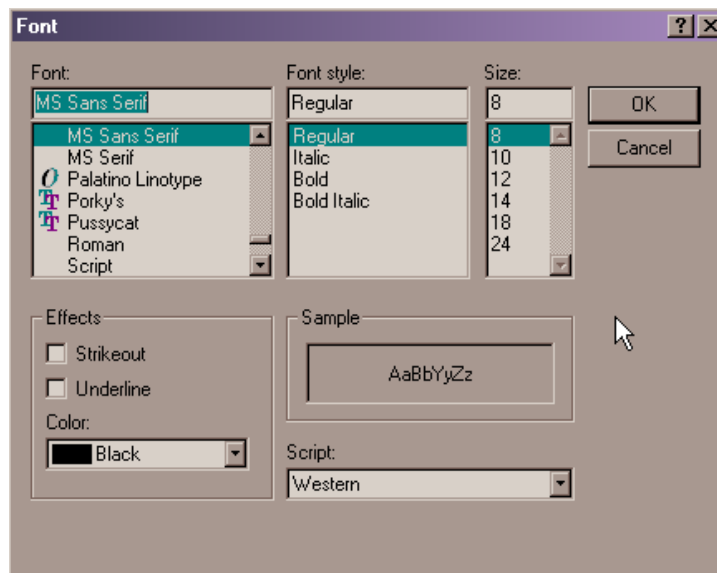 Font
Font:
MS Sans Serif
MS Sans Serif
MS Serif
Palatino Linotype
Porky's
Pussycat
Roman
Script
Font style:
Regular
Regular
Italic
Bold
Bold Italic
Size:
8
8
10
12
14
18
24
OK
Cancel
Effects
Strikeout
Underline
Color:
Black
Sample
AaBbYyZz
Script:
Western